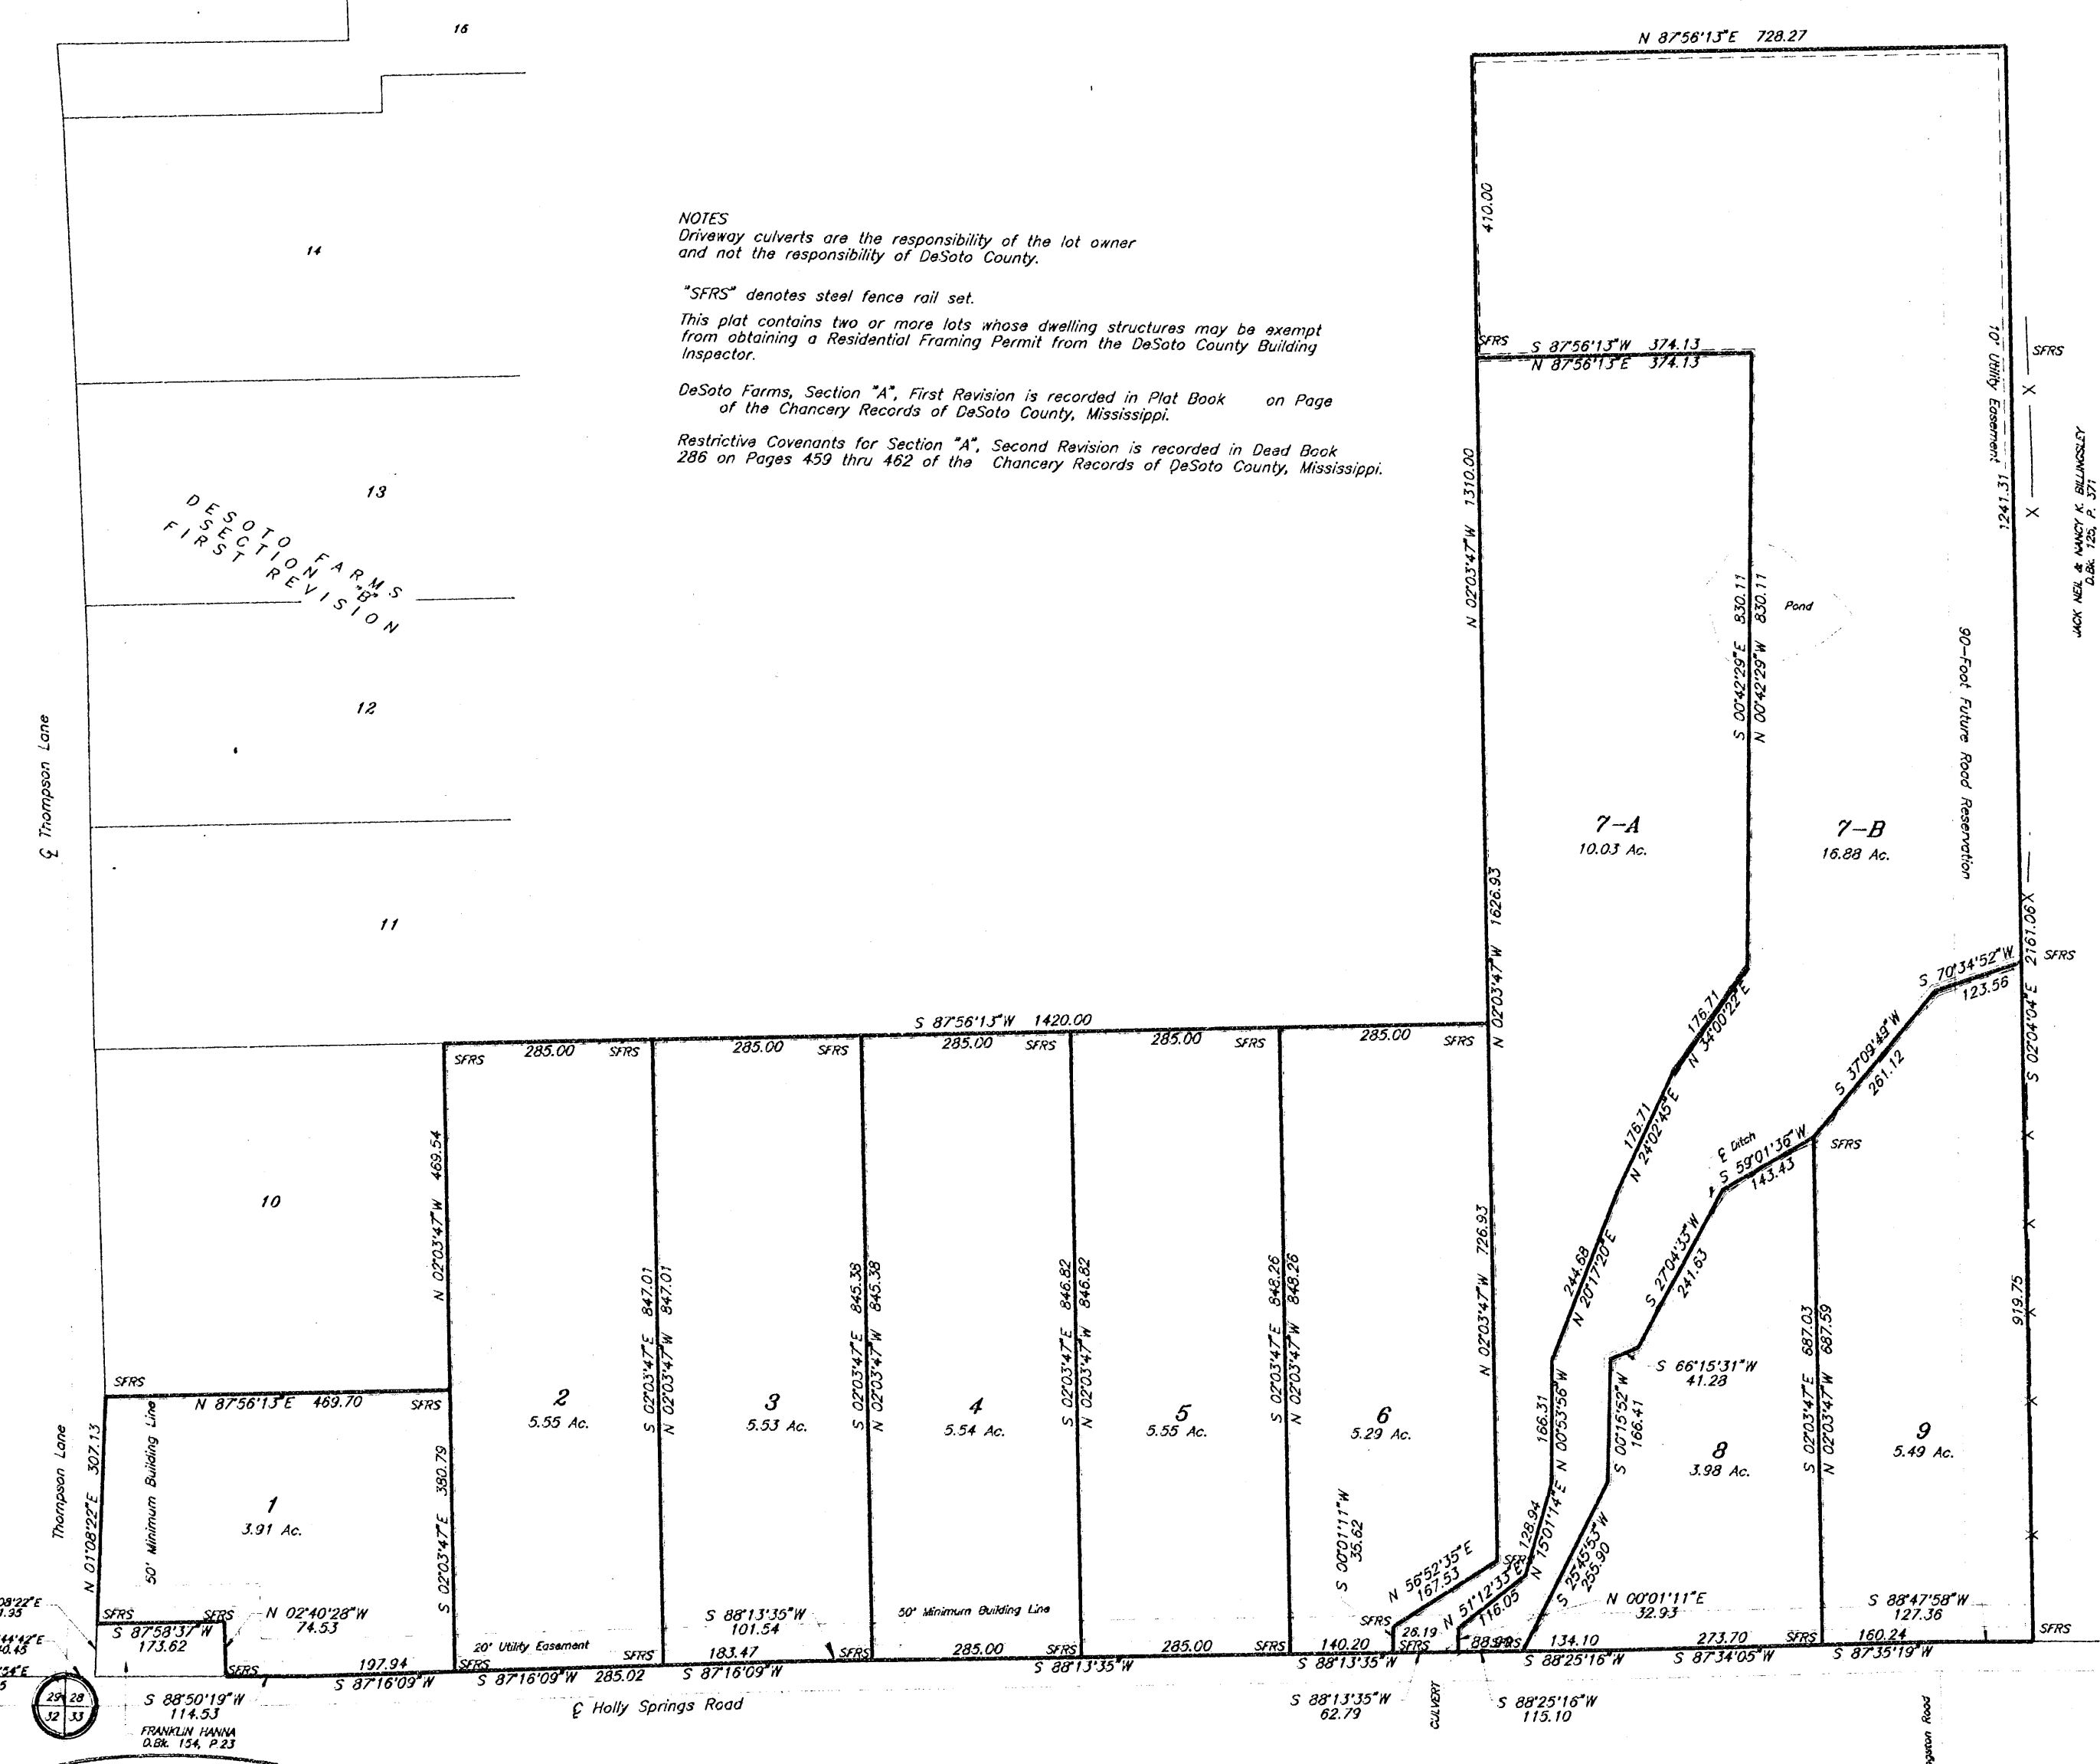 16
N 87°56'13"E 728.27
14
NOTES
Driveway culverts are the responsibility of the lot owner
and not the responsibility of DeSoto County.
"SFRS" denotes steel fence rail set.
This plat contains two or more lots whose dwelling structures may be exempt
from obtaining a Residential Framing Permit from the DeSoto County Building
Inspector.
DeSoto Farms, Section "A", First Revision is recorded in Plat Book on Page
of the Chancery Records of DeSoto County, Mississippi.
Restrictive Covenants for Section "A", Second Revision is recorded in Dead Book
286 on Pages 459 thru 462 of the Chancery Records of DeSoto County, Mississippi.
410.00
SFRS
S 87°56'13"W 374.13
N 87°56'13"E 374.13
10' Utility Easement
1241.31
SFRS
X
X
JACK NEIL & NANCY K. BILLINGSLEY
D.BK. 125, P. 371
13
DESOTO FARMS
SECTION "B"
FIRST REVISION
N 02°03'47"W 1310.00
S 00°42'29"E 830.11
N 00°42'29"W 830.11
Pond
90-Foot Future Road Reservation
12
℄ Thompson Lane
7-A
10.03 Ac.
7-B
16.88 Ac.
11
N 02°03'47"W 1626.93
S 02°04'04"E 2161.06
X
S 70°34'52"W
123.56
SFRS
S 87°56'13"W 1420.00
SFRS
285.00
SFRS
285.00
SFRS
285.00
SFRS
285.00
SFRS
285.00
SFRS
176.71
N 34°00'22"E
S 37°09'49"W
261.12
176.71
N 24°02'45"E
℄ Ditch
S 59°01'36"W
143.43
SFRS
X
10
N 02°03'47"W 469.54
N 02°03'47"W 726.93
244.68
N 20°17'20"E
S 27°04'33"W
241.63
X
S 02°03'47"E 847.01
N 02°03'47"W 847.01
S 02°03'47"E 845.38
N 02°03'47"W 845.38
S 02°03'47"E 846.82
N 02°03'47"W 846.82
S 02°03'47"E 848.26
N 02°03'47"W 848.26
S 02°03'47"E 687.03
N 02°03'47"W 687.59
919.75
X
SFRS
N 87°56'13"E 469.70
SFRS
2
5.55 Ac.
3
5.53 Ac.
4
5.54 Ac.
5
5.55 Ac.
6
5.29 Ac.
166.31
N 00°53'56"W
S 00°15'52"W
166.41
S 66°15'31"W
41.28
8
3.98 Ac.
9
5.49 Ac.
X
Thompson Lane
N 01°08'22"E 307.13
50' Minimum Building Line
1
3.91 Ac.
S 02°03'47"E 380.79
S 00°01'11"W
35.62
N 56°52'35"E
167.53
128.94
N 15°01'14"E
N 51°12'33"E
116.05
S 25°45'53"W
255.90
N 00°01'11"E
32.93
S 88°47'58"W
127.36
X
SFRS
SFRS
S 87°58'37"W
173.62
N 02°40'28"W
74.53
S 88°13'35"W
101.54
50' Minimum Building Line
20' Utility Easement
SFRS
197.94
S 87°16'09"W
SFRS
285.02
S 87°16'09"W
SFRS
183.47
S 87°16'09"W
SFRS
285.00
S 88°13'35"W
SFRS
285.00
SFRS
140.20
S 88°13'35"W
SFRS
26.19
SFRS
134.10
S 88°25'16"W
273.70
S 87°34'05"W
SFRS
160.24
S 87°35'19"W
SFRS
29 28
32 33
S 88°50'19"W
114.53
FRANKLIN HANNA
D.BK. 154, P.23
℄ Holly Springs Road
S 88°13'35"W
62.79
CULVERT
S 88°25'16"W
115.10